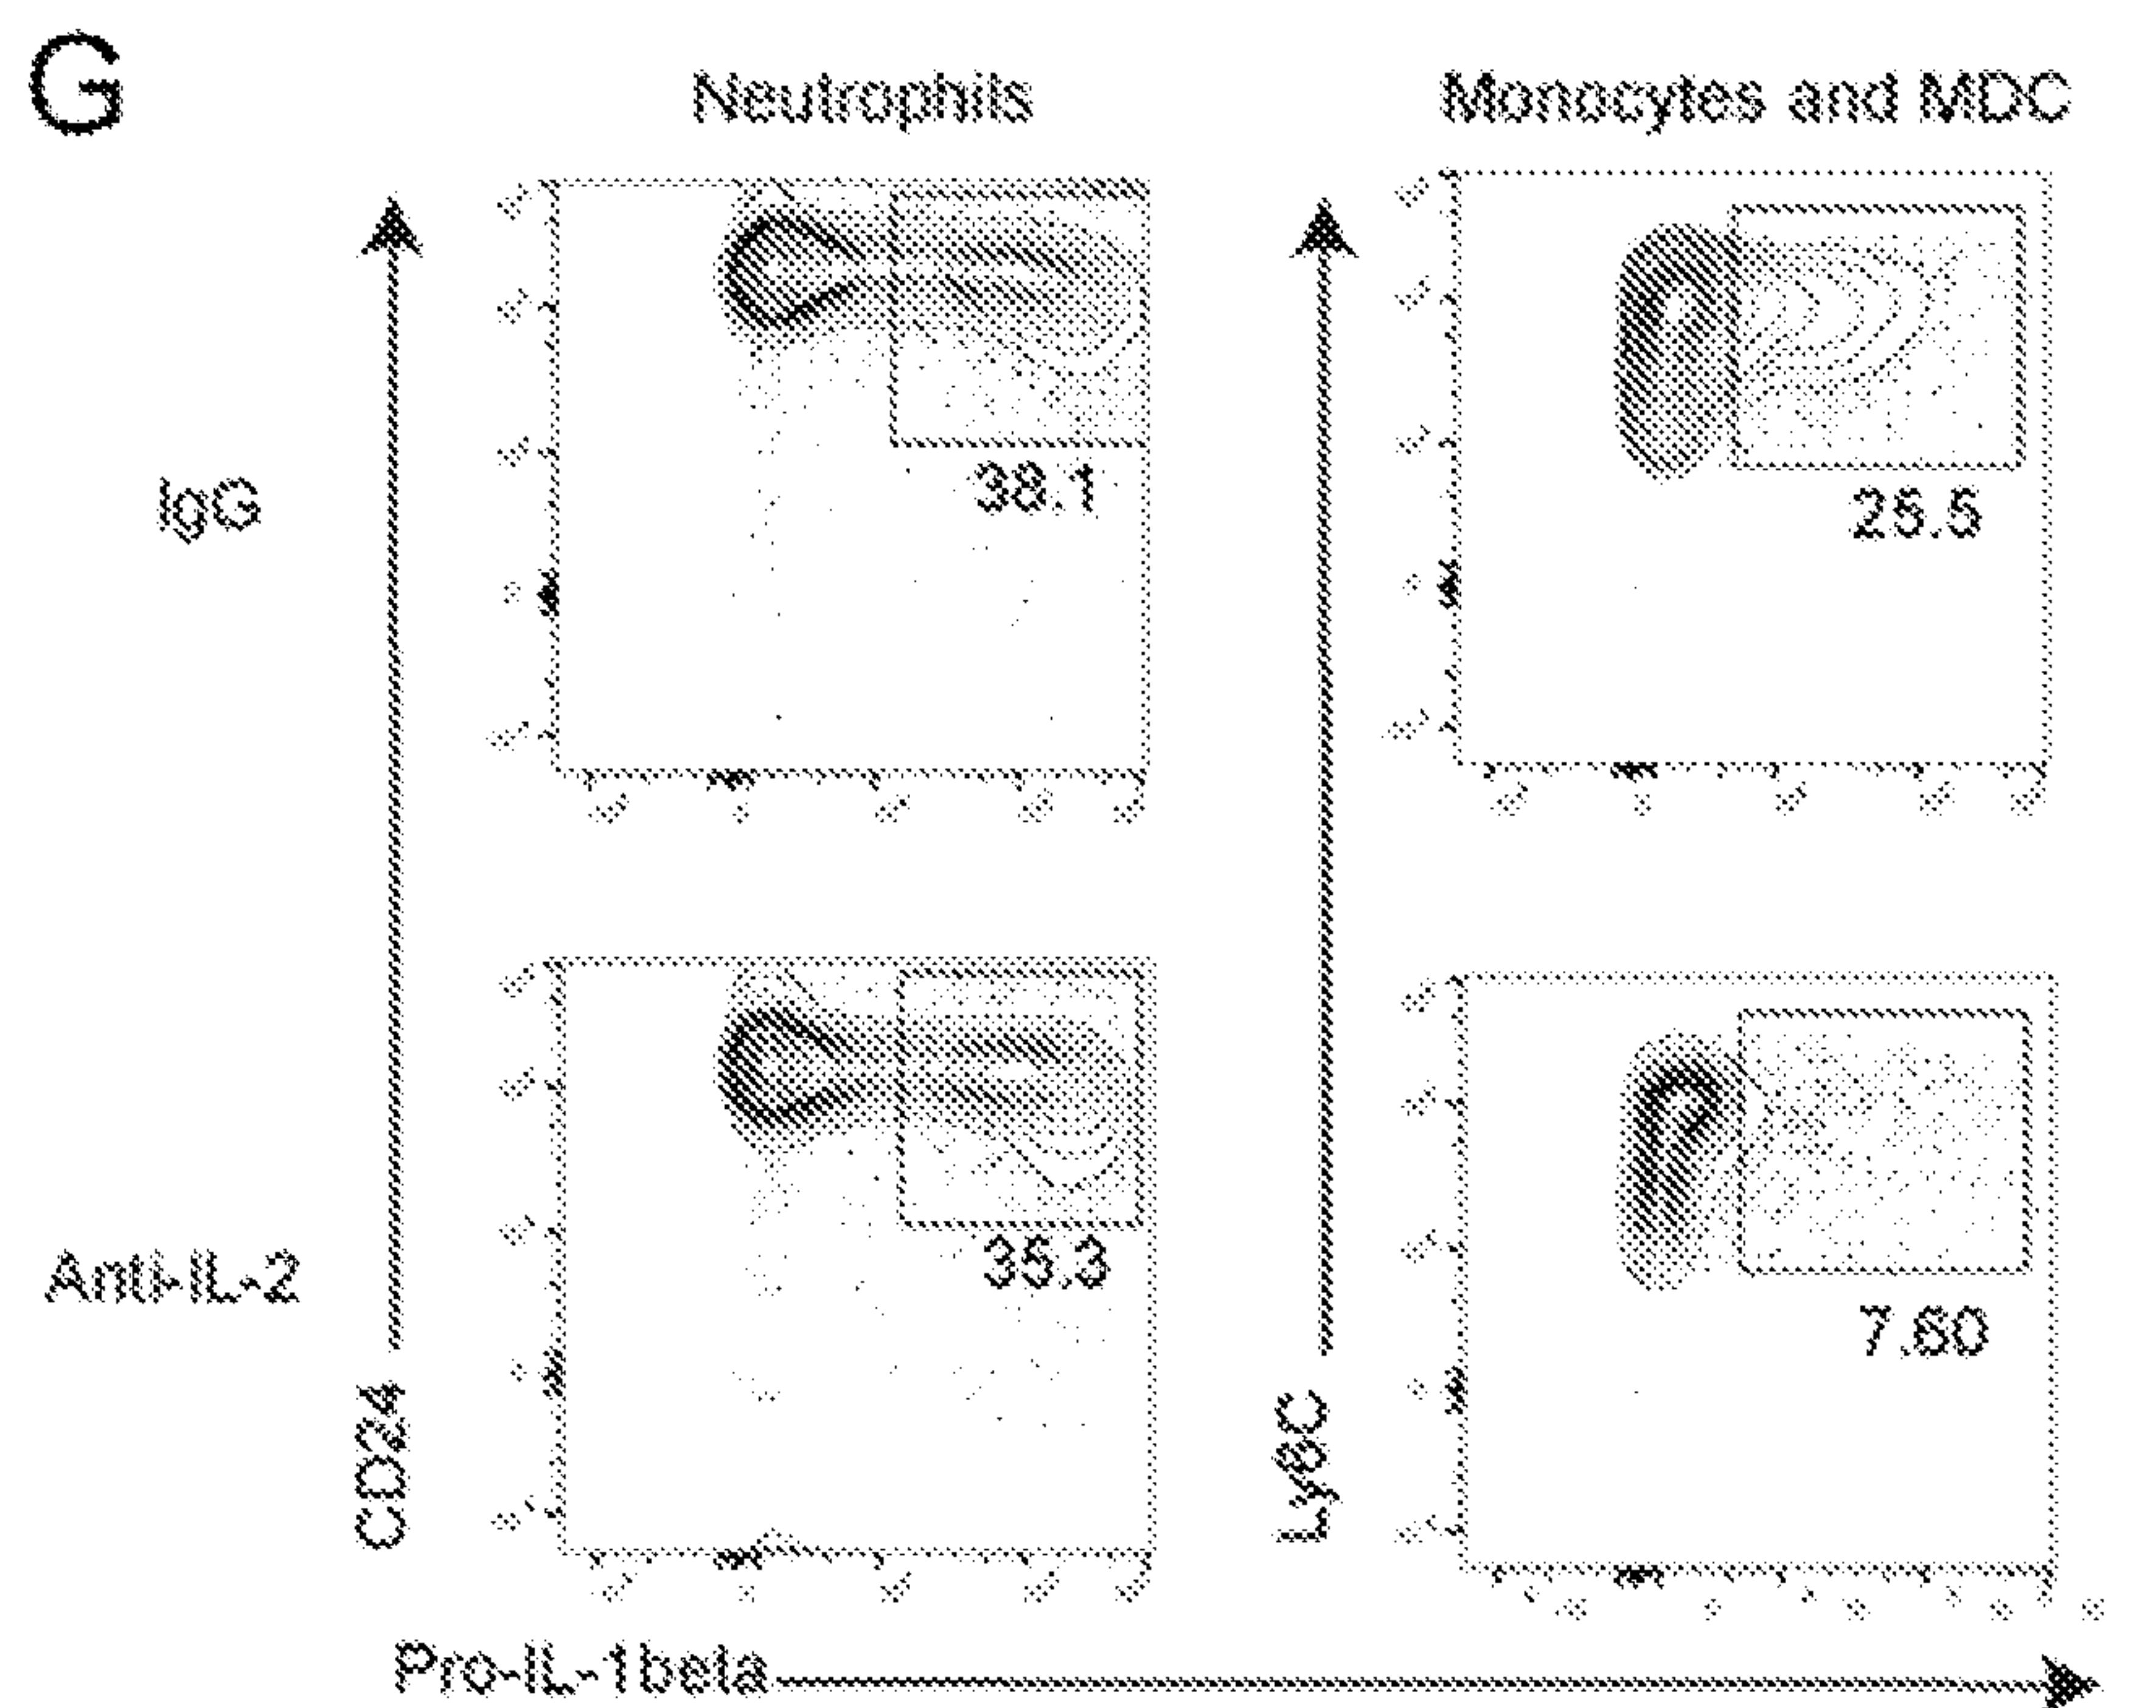 G
Neutrophils
Monocytes and MDC
IgG
38.1
25.5
Anti-IL-2
35.3
7.60
CD24
Ly6C
Pro-IL-1beta